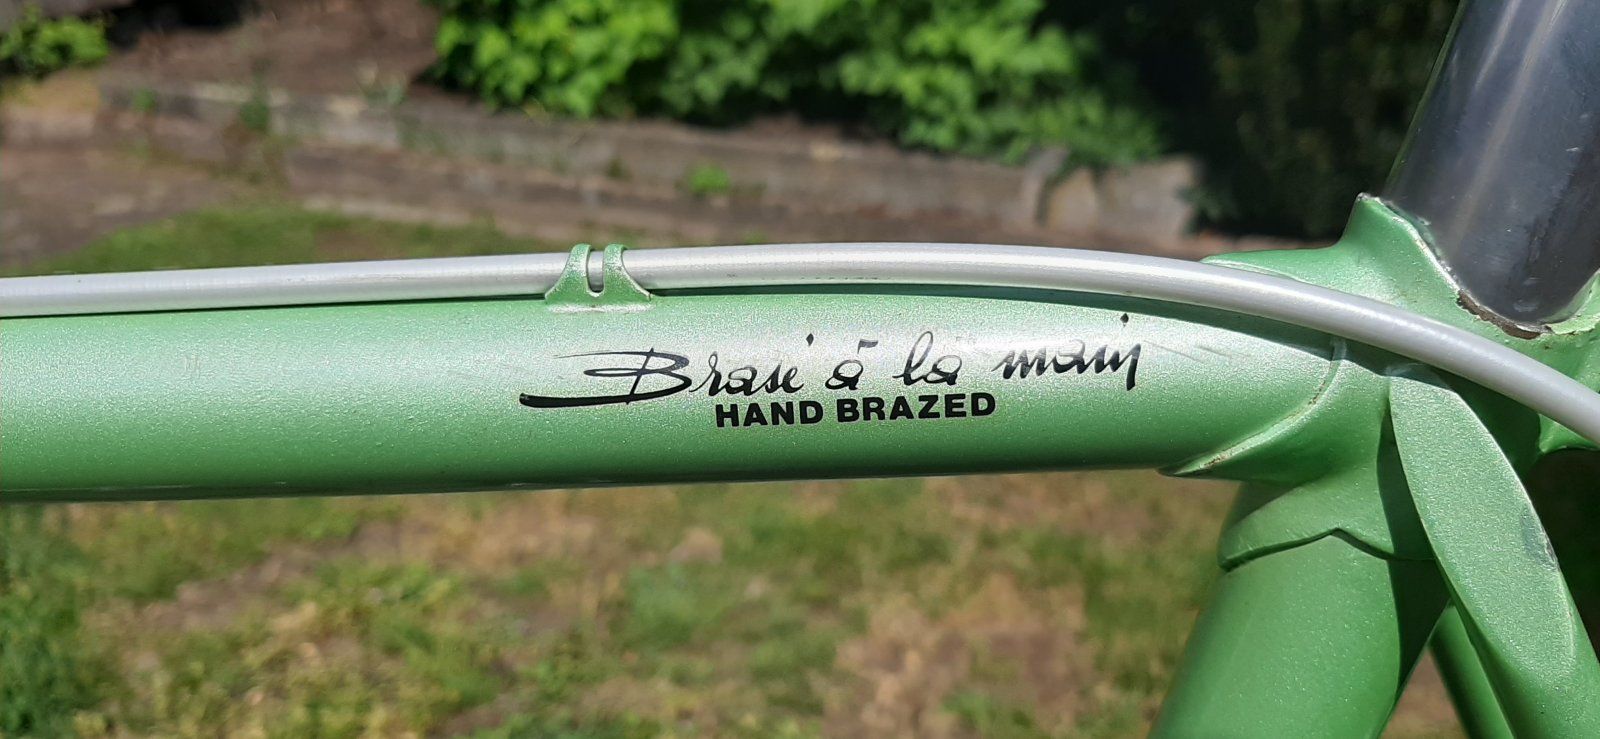 Brasé à la main
HAND BRAZED